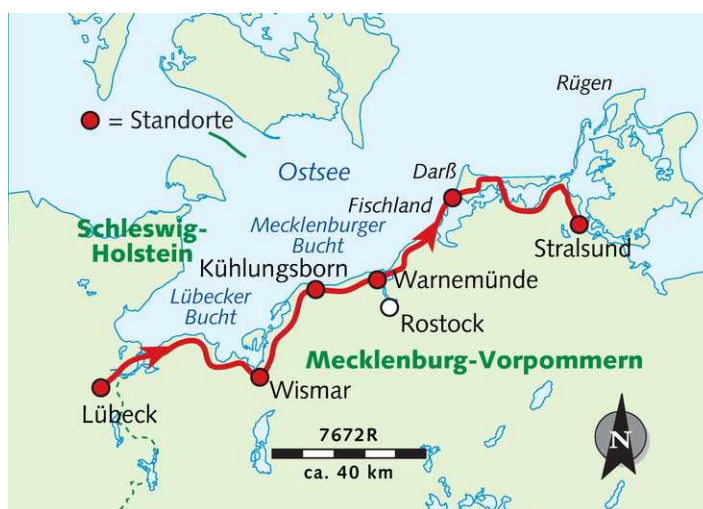 Rügen
= Standorte
Ostsee
Darß
Fischland
Schleswig-
Holstein
Mecklenburger
Bucht
Stralsund
Kühlungsborn
Warnemünde
Lübecker
Bucht
Rostock
Mecklenburg-Vorpommern
Wismar
Lübeck
7672R
ca. 40 km
N